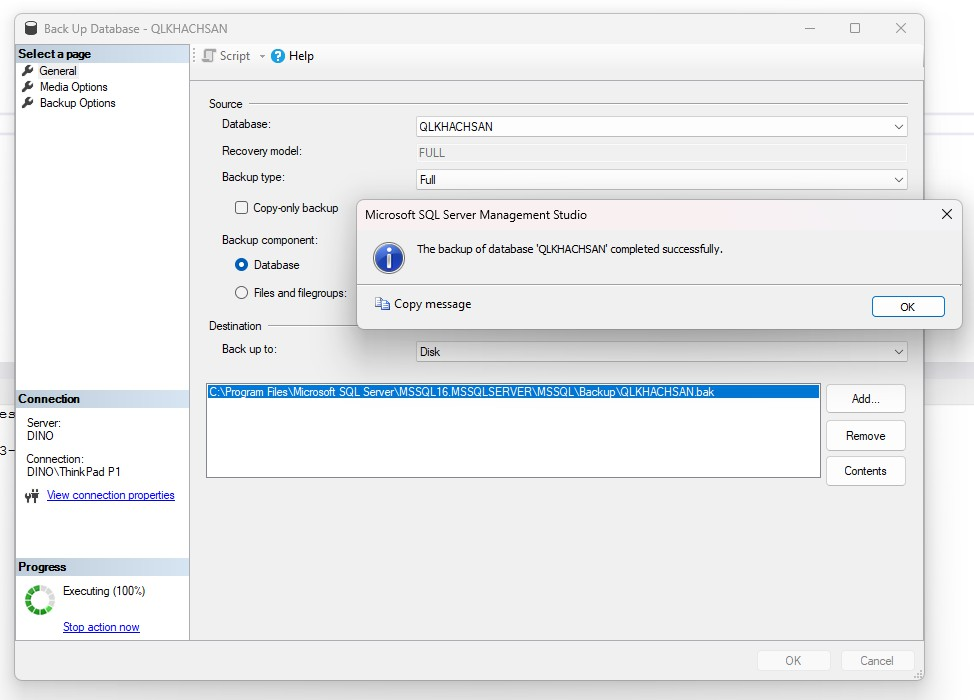 Back Up Database - QLKHACHSAN
Select a page
General
Media Options
Backup Options
Script
Help
Source
Database:
QLKHACHSAN
Recovery model:
FULL
Backup type:
Full
Copy-only backup
Backup component:
Database
Files and filegroups:
Microsoft SQL Server Management Studio
The backup of database 'QLKHACHSAN' completed successfully.
Copy message
OK
Destination
Back up to:
Disk
C:\Program Files\Microsoft SQL Server\MSSQL16.MSSQLSERVER\MSSQL\Backup\QLKHACHSAN.bak
Add...
Remove
Contents
Connection
Server:
DINO
Connection:
DINO\ThinkPad P1
View connection properties
Progress
Executing (100%)
Stop action now
OK
Cancel
es
3-